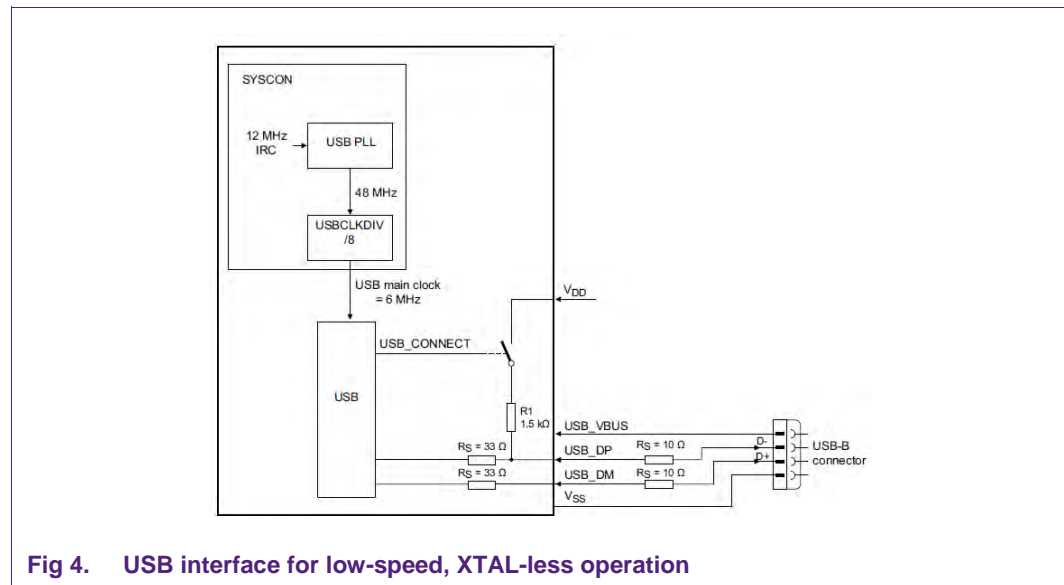 SYSCON
12 MHz
IRC
USB PLL
48 MHz
USBCLKDIV
/8
USB main clock
= 6 MHz
VDD
USB_CONNECT
USB
R1
1.5 kΩ
USB_VBUS
RS = 33 Ω
USB_DP
RS = 10 Ω
D-
USB-B
connector
D+
RS = 33 Ω
USB_DM
RS = 10 Ω
VSS
Fig 4. USB interface for low-speed, XTAL-less operation